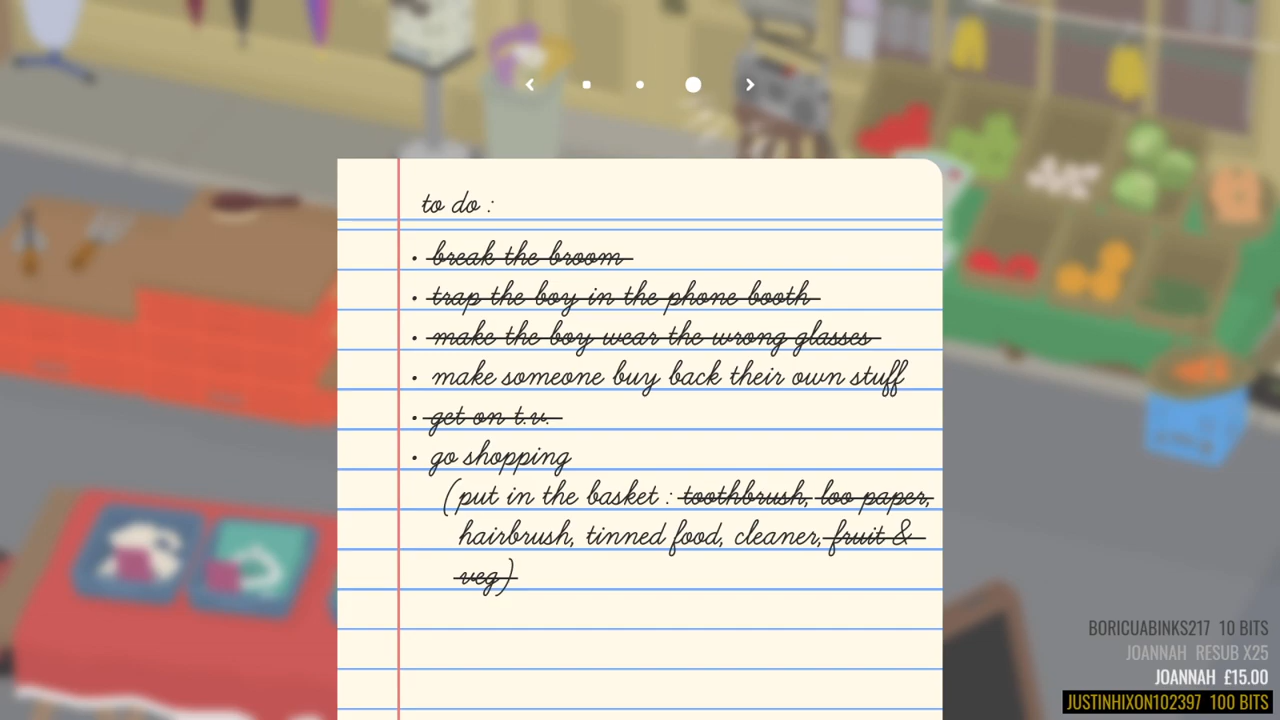 to do :
• break the broom
• trap the boy in the phone booth
• make the boy wear the wrong glasses
• make someone buy back their own stuff
• get on t.v.
• go shopping
(put in the basket : toothbrush, loo paper,
hairbrush, tinned food, cleaner, fruit &
veg)
BORICUABINKS217 10 BITS
JOANNAH RESUB X25
JOANNAH £15.00
JUSTINHIXON102397 100 BITS